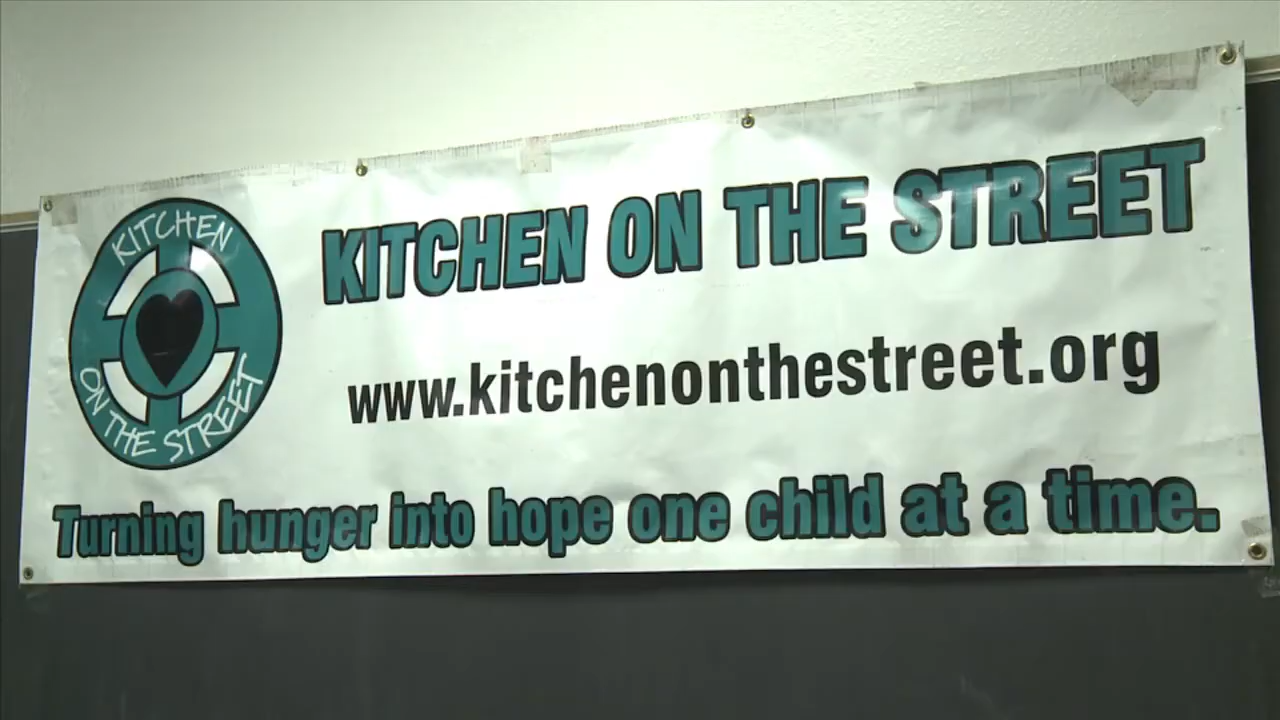 KITCHEN
ON THE STREET
KITCHEN ON THE STREET
www.kitchenonthestreet.org
Turning hunger into hope one child at a time.